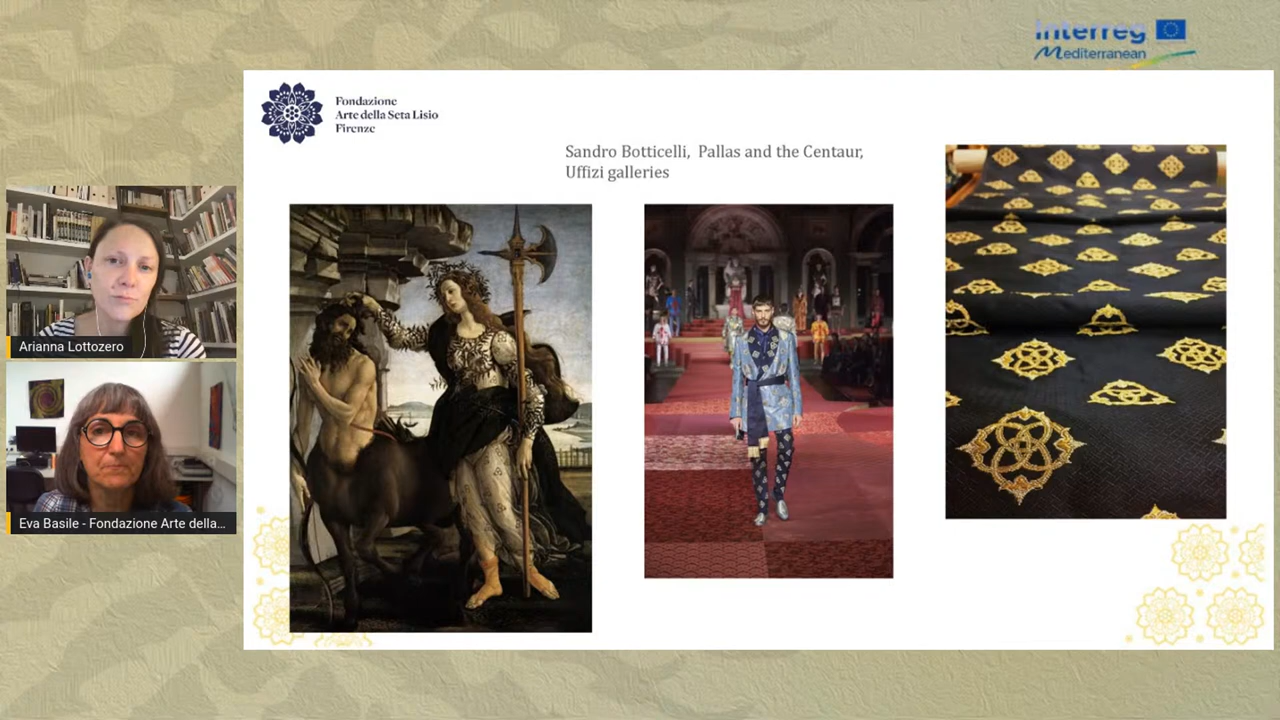 Interreg
Mediterranean
Fondazione
Arte della Seta Lisio
Firenze
Sandro Botticelli, Pallas and the Centaur,
Uffizi galleries
Arianna Lottozero
Eva Basile - Fondazione Arte della...